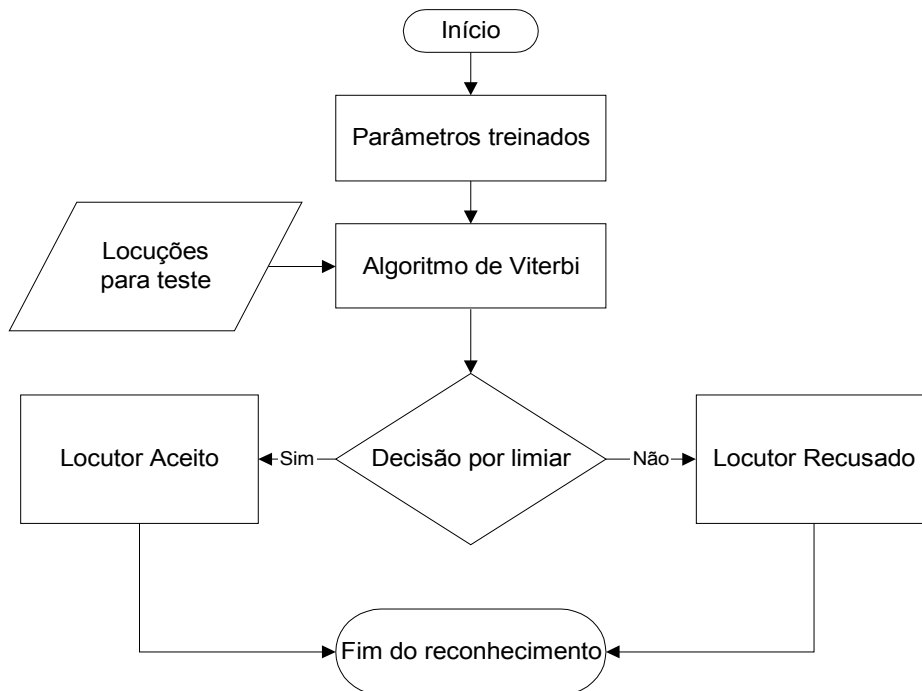 Início
Parâmetros treinados
Locuções
para teste
Algoritmo de Viterbi
Locutor Aceito
Sim
Decisão por limiar
Não
Locutor Recusado
Fim do reconhecimento